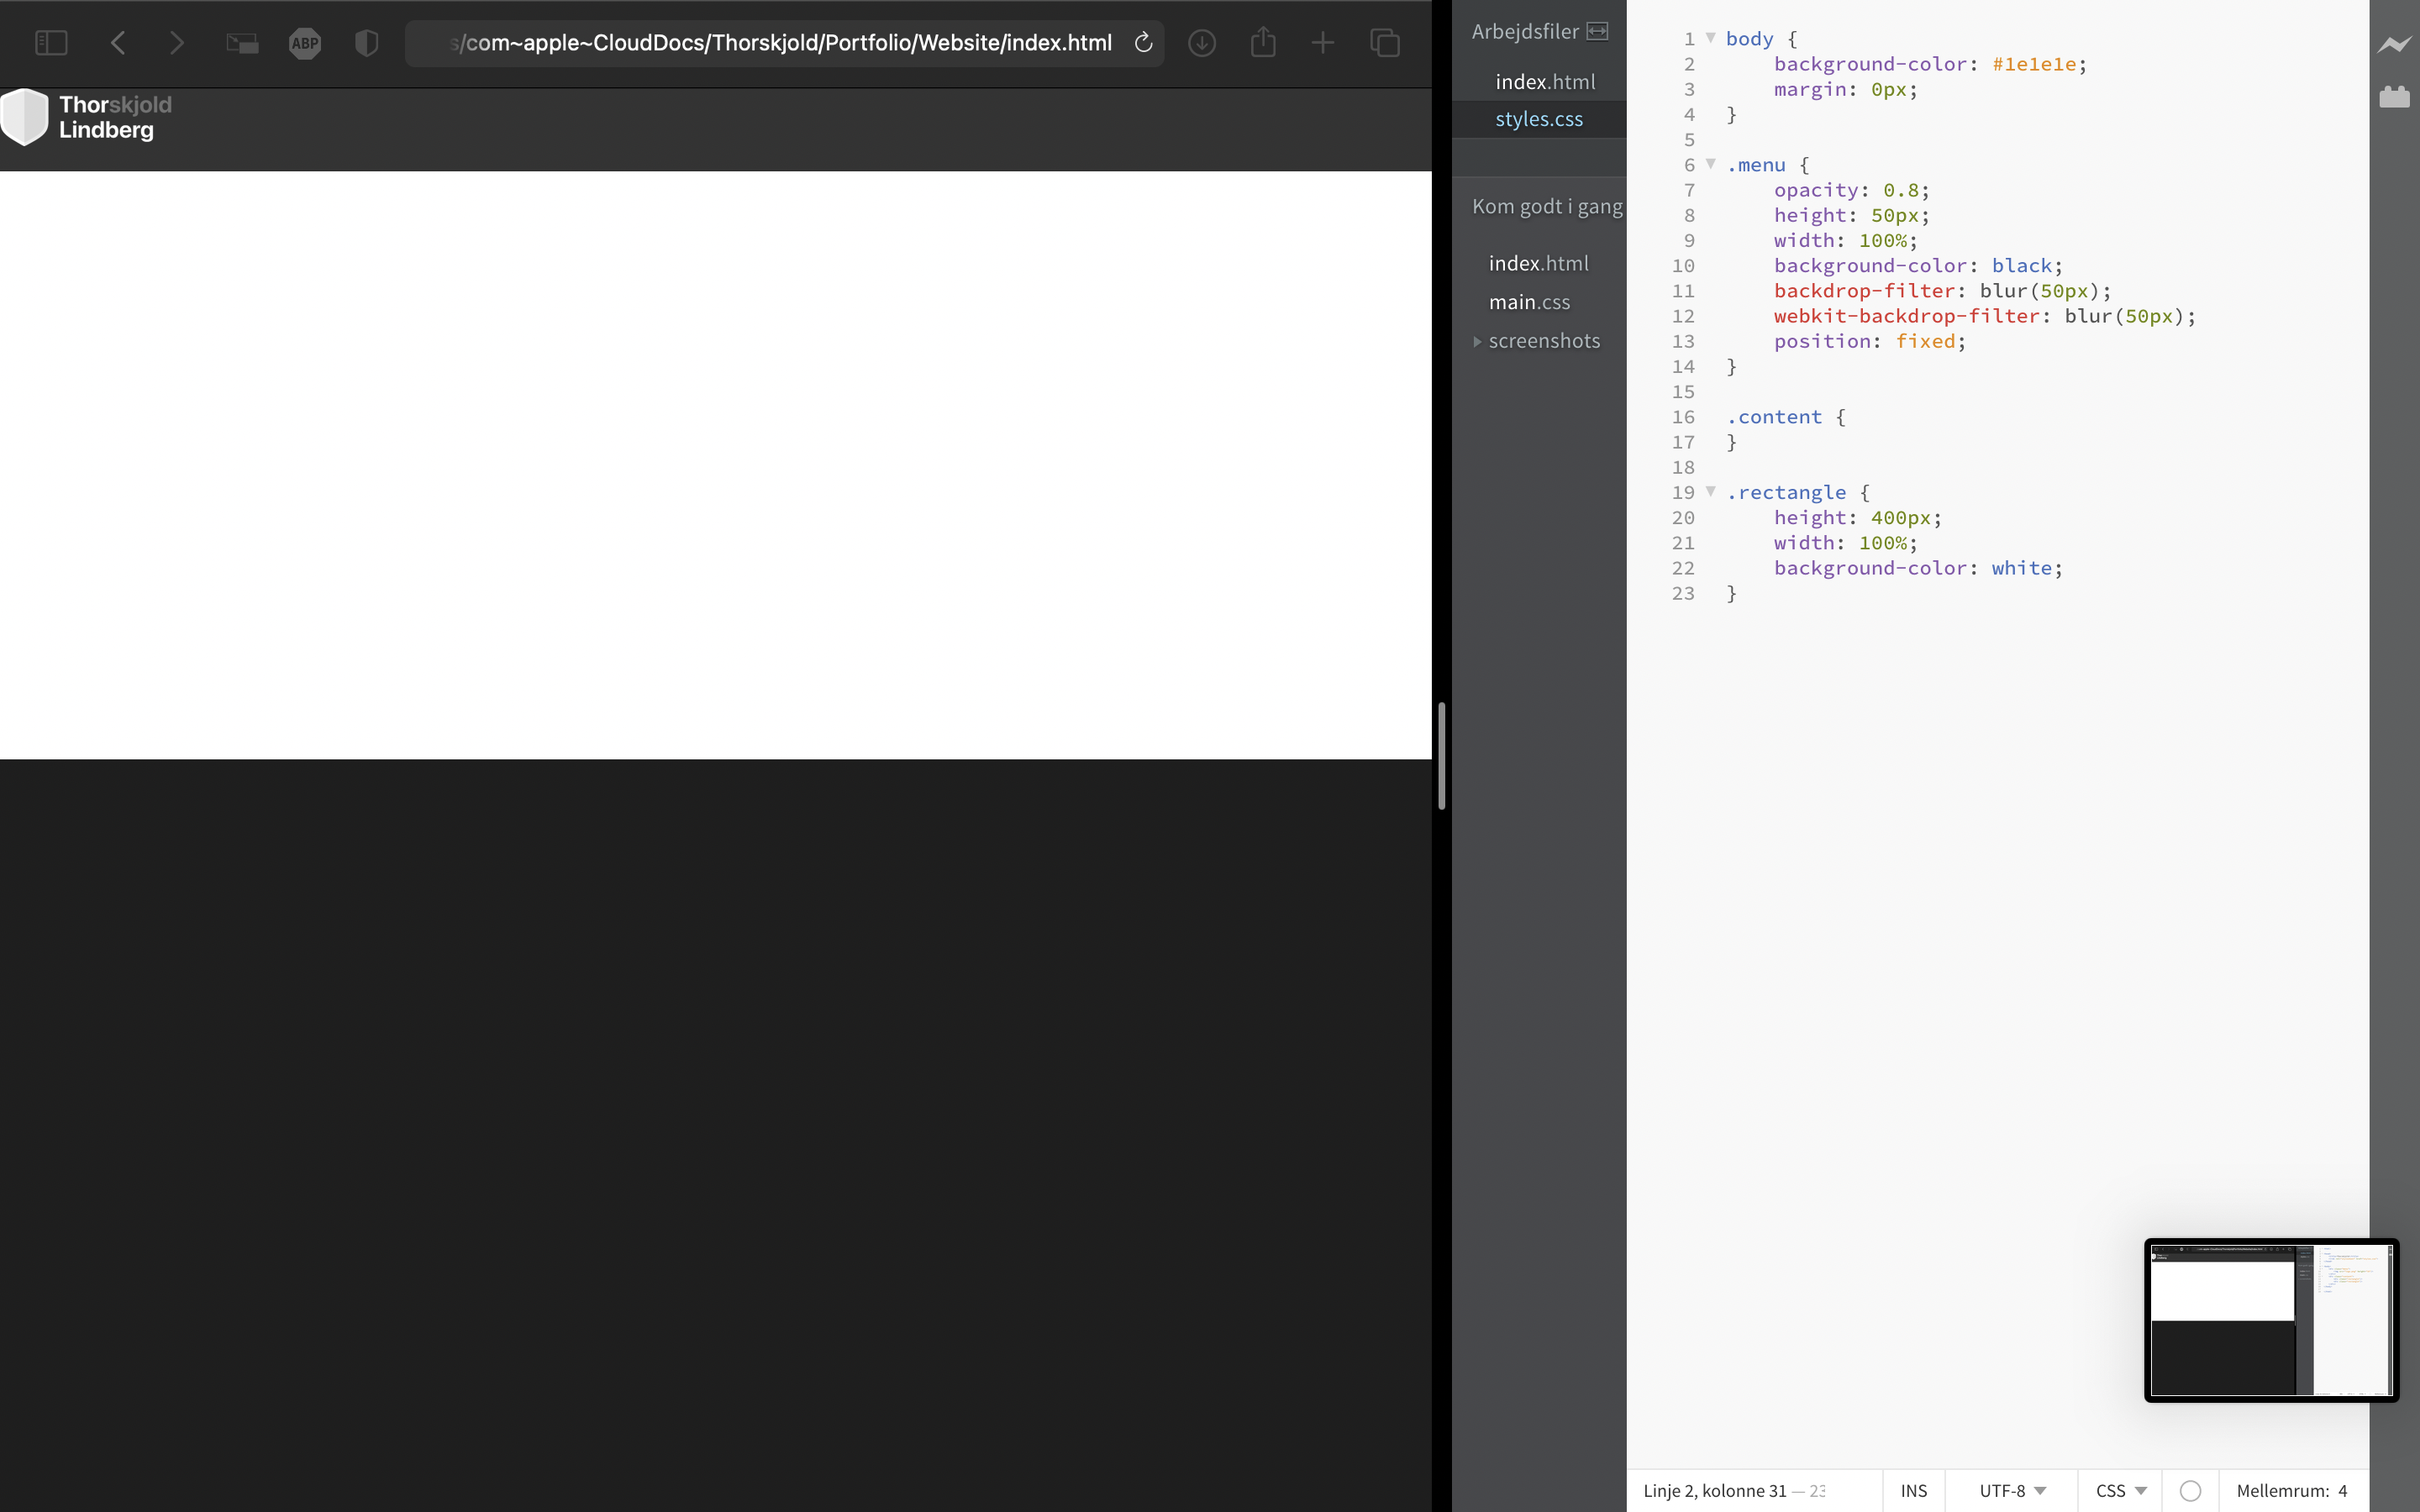 ABP
s/com~apple~CloudDocs/Thorskjold/Portfolio/Website/index.html
Thorskjold
Lindberg
Arbejdsfiler
index.html
styles.css
Kom godt i gang
index.html
main.css
screenshots
1 body {
2 background-color: #1e1e1e;
3 margin: 0px;
4 }
5
6 .menu {
7 opacity: 0.8;
8 height: 50px;
9 width: 100%;
10 background-color: black;
11 backdrop-filter: blur(50px);
12 webkit-backdrop-filter: blur(50px);
13 position: fixed;
14 }
15
16 .content {
17 }
18
19 .rectangle {
20 height: 400px;
21 width: 100%;
22 background-color: white;
23 }
Linje 2, kolonne 31 — 23 INS UTF-8 CSS Mellemrum: 4